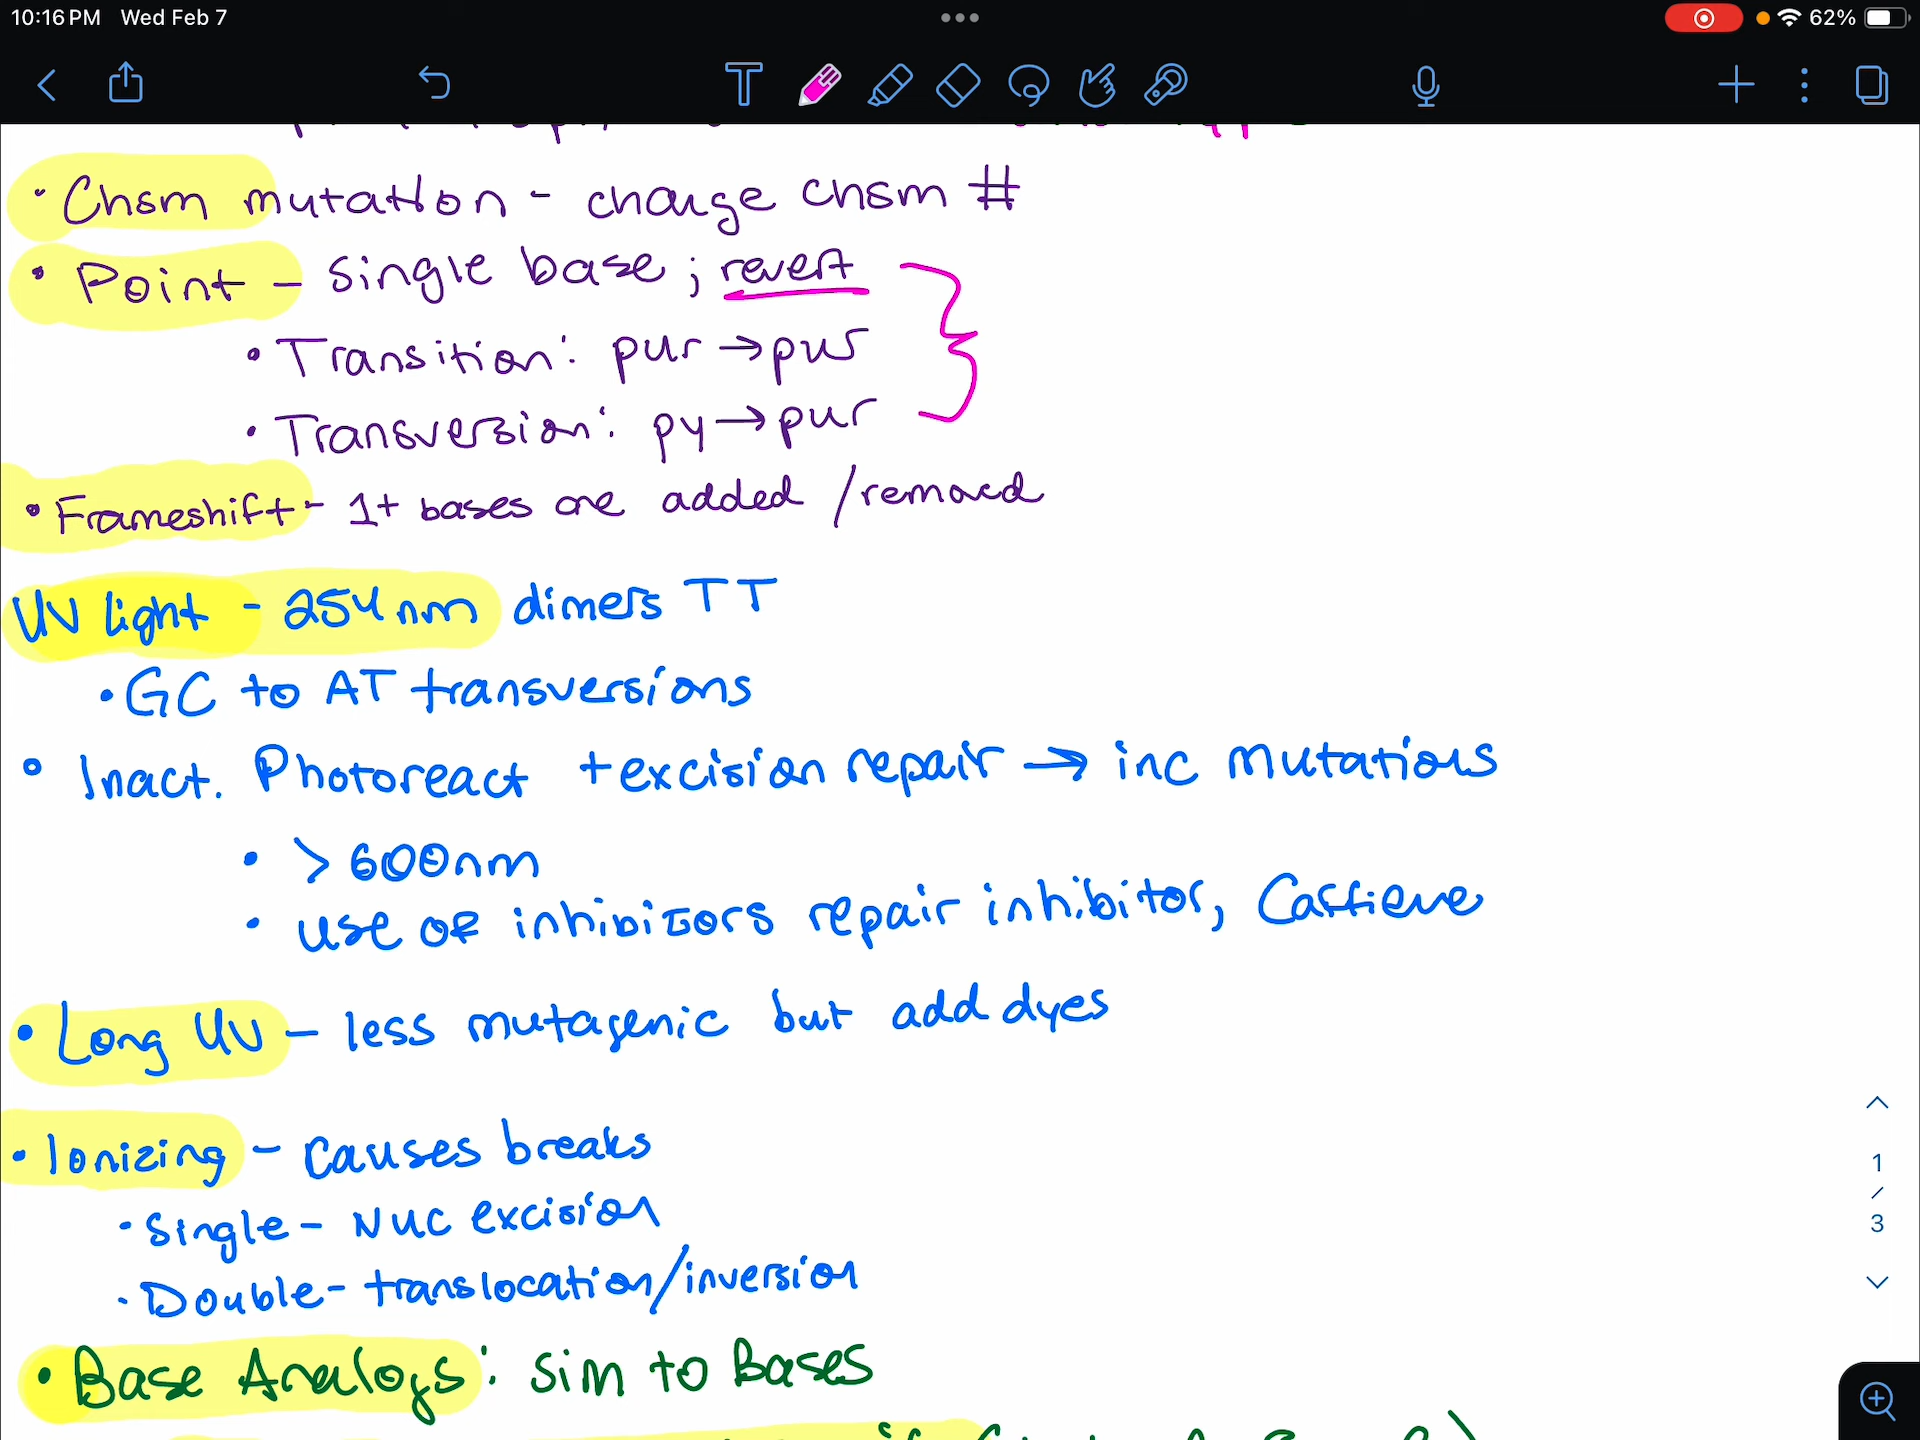 10:16 PM Wed Feb 7
62%
T
• Chsm mutation - change chsm #
• Point - single base ; revert
• Transition: pur → pur
• Transversion: py → pur
• Frameshift - 1+ bases are added / removed
UV light - 254 nm dimers TT
• GC to AT transversions
• Inact. Photoreact + excision repair → inc mutations
• > 600nm
• use of inhibitors repair inhibitor, Caffiene
• Long UV - less mutagenic but add dyes
• Ionizing - causes breaks
• Single - Nuc excision
• Double - translocation/inversion
• Base Analogs: sim to Bases
1
/
3